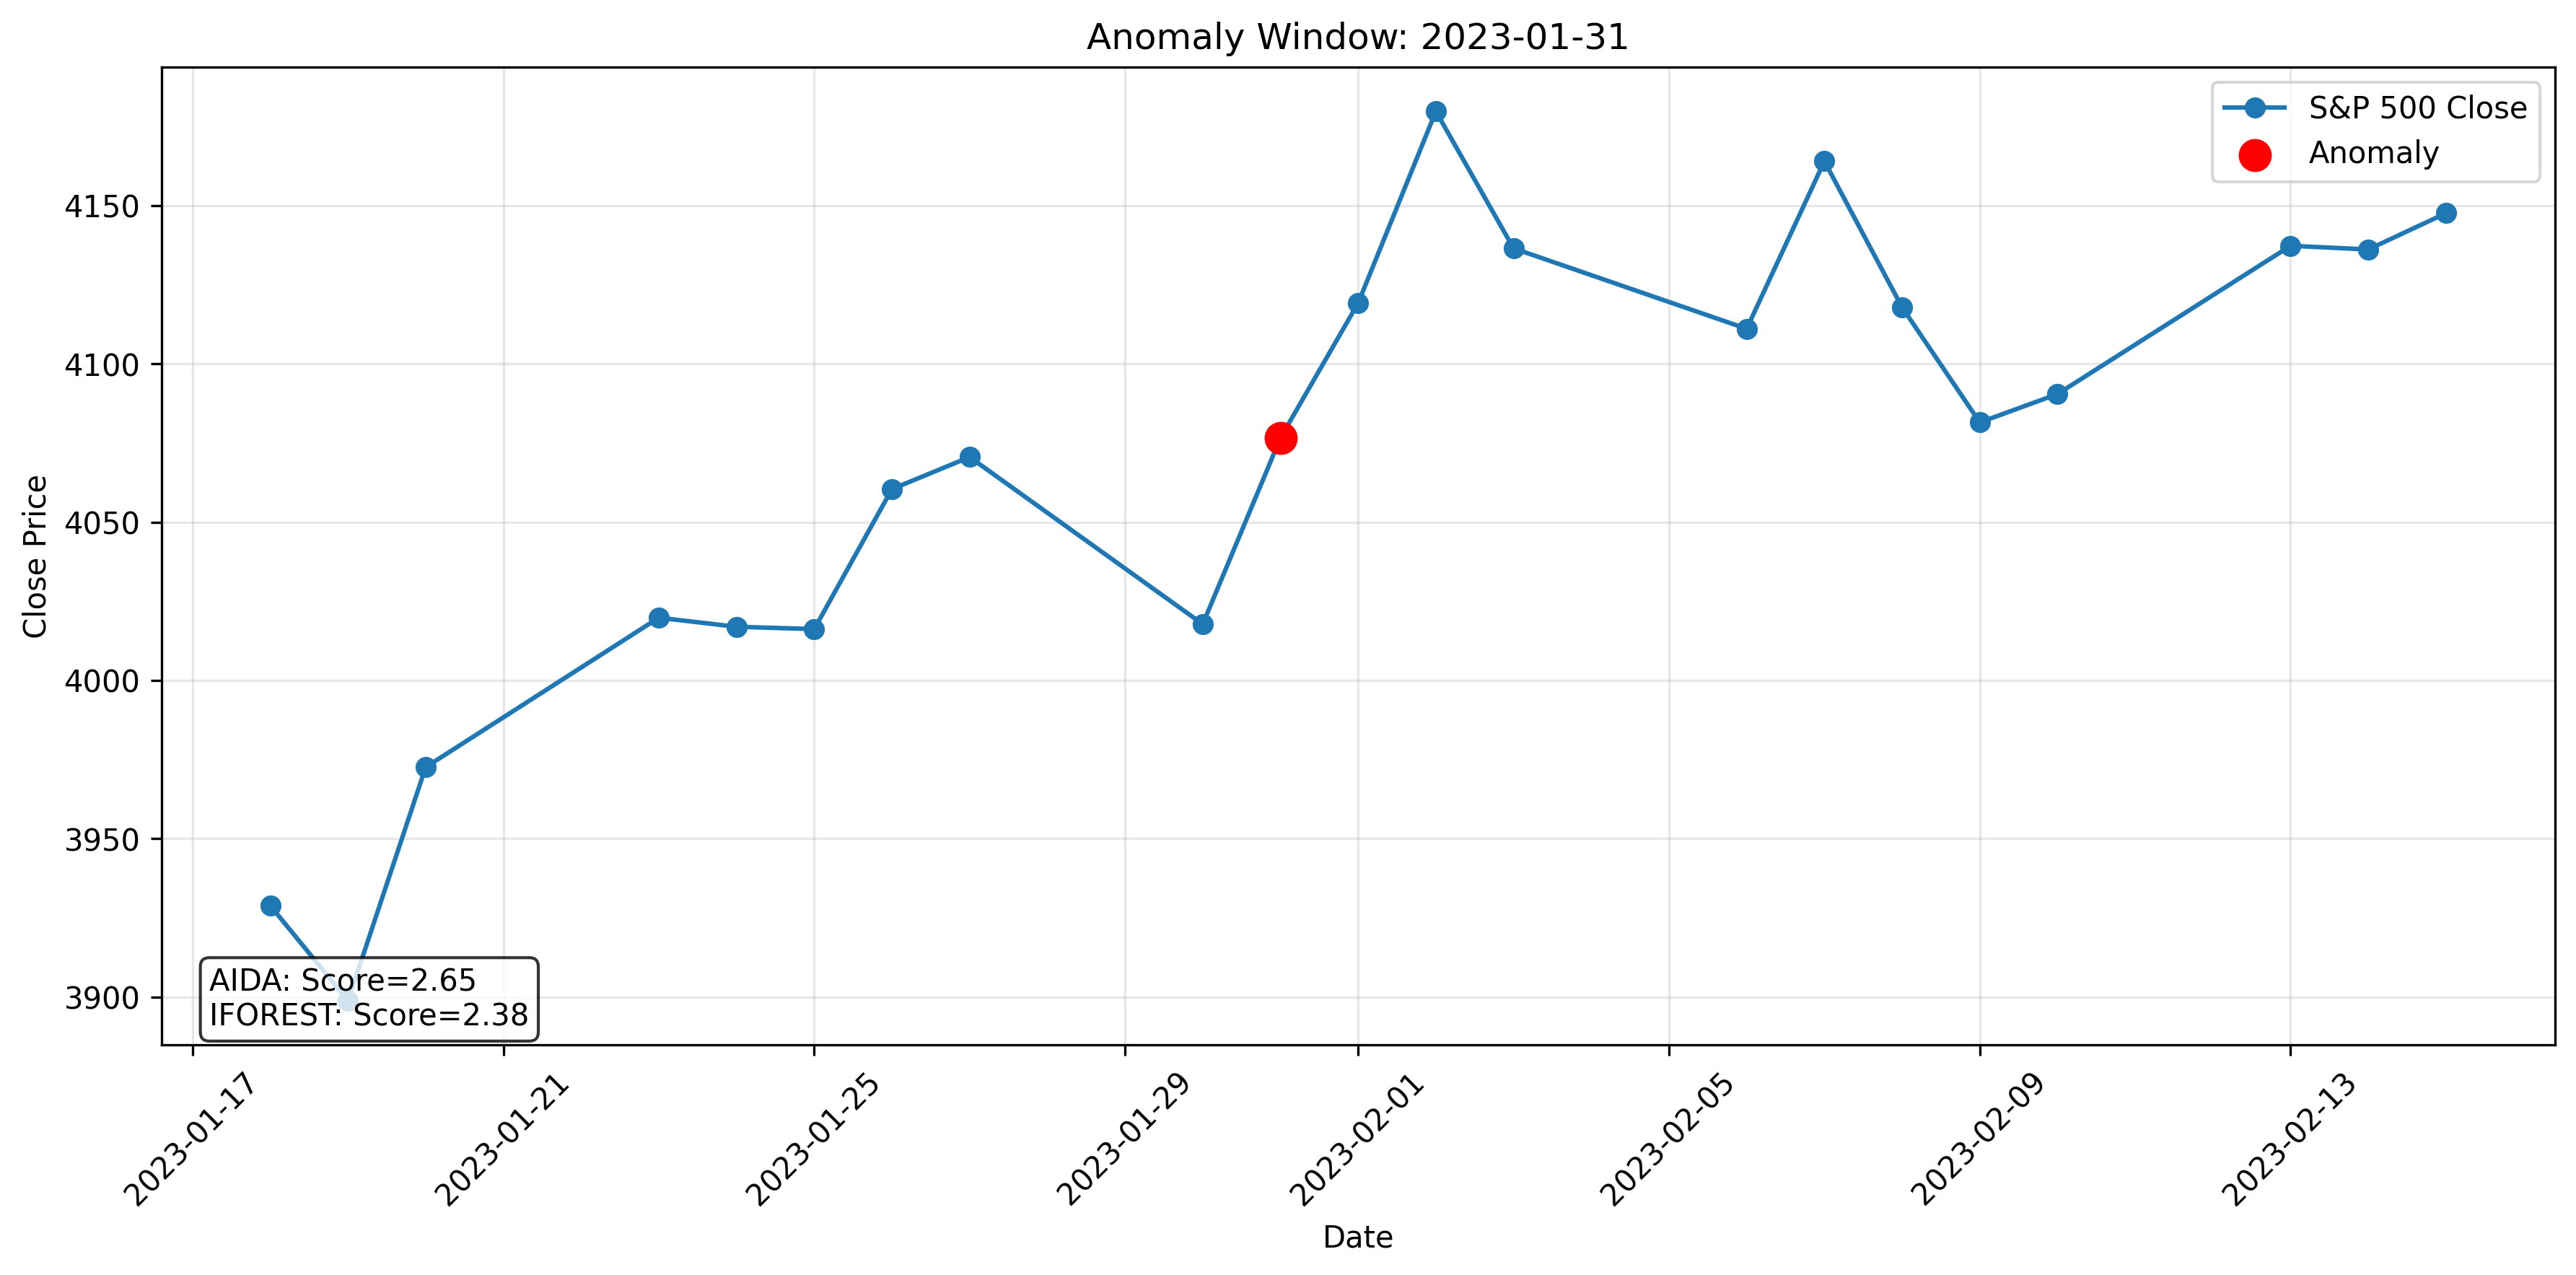 Anomaly Window: 2023-01-31
S&P 500 Close
Anomaly
4150
4100
4050
4000
3950
3900
Close Price
AIDA: Score=2.65
IFOREST: Score=2.38
2023-01-17
2023-01-21
2023-01-25
2023-01-29
2023-02-01
2023-02-05
2023-02-09
2023-02-13
Date